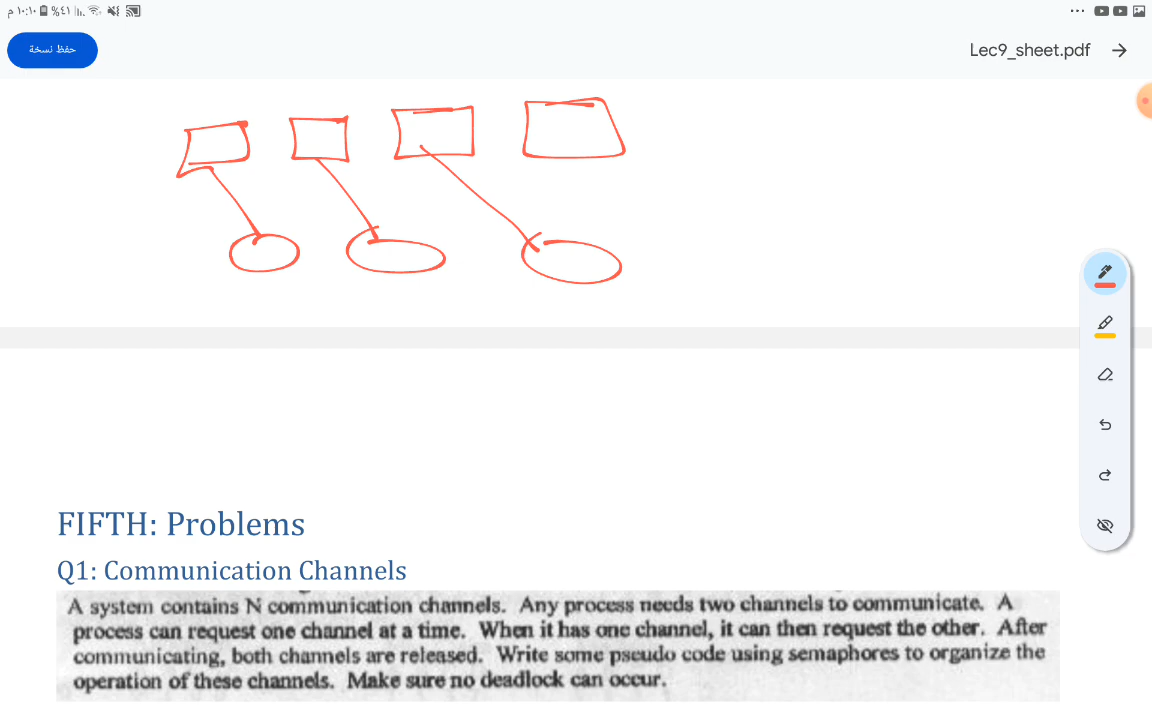 م ١٠:١٠ %٤١
حفظ نسخة
Lec9_sheet.pdf
FIFTH: Problems
Q1: Communication Channels
A system contains N communication channels. Any process needs two channels to communicate. A
process can request one channel at a time. When it has one channel, it can then request the other. After
communicating, both channels are released. Write some pseudo code using semaphores to organize the
operation of these channels. Make sure no deadlock can occur.